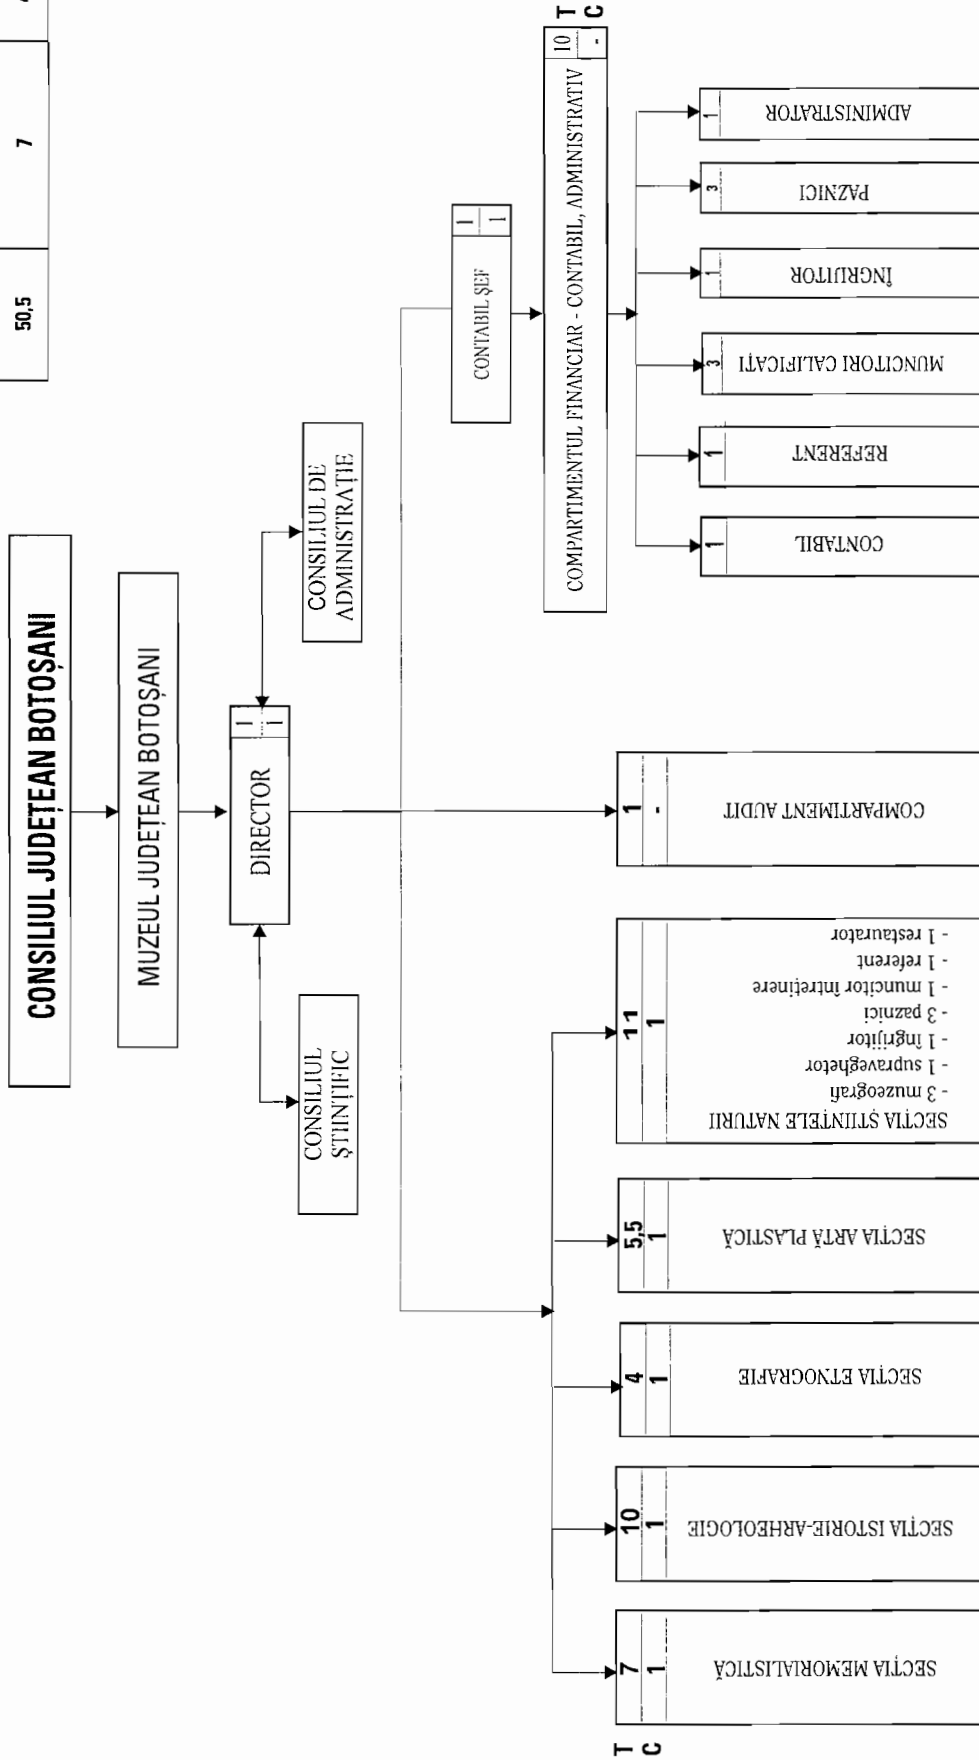 50,5
7
CONSILIUL JUDEȚEAN BOTOȘANI
MUZEUL JUDEȚEAN BOTOȘANI
DIRECTOR
1
1
CONSILIUL
ȘTIINȚIFIC
CONSILIUL DE
ADMINISTRAȚIE
CONTABIL ȘEF
1
1
COMPARTIMENTUL FINANCIAR - CONTABIL, ADMINISTRATIV
10
-
T
C
T
C
7
1
SECȚIA MEMORIALISTICĂ
10
1
SECȚIA ISTORIE-ARHEOLOGIE
4
1
SECȚIA ETNOGRAFIE
5,5
1
SECȚIA ARTĂ PLASTICĂ
11
1
SECȚIA ȘTIINȚELE NATURII
- 3 muzeografi
- 1 supraveghetor
- 1 îngrijitor
- 3 paznici
- 1 muncitor întreținere
- 1 referent
- 1 restaurator
1
-
COMPARTIMENT AUDIT
1
CONTABIL
1
REFERENT
3
MUNCITORI CALIFICAȚI
1
ÎNGRIJITOR
3
PAZNICI
1
ADMINISTRATOR